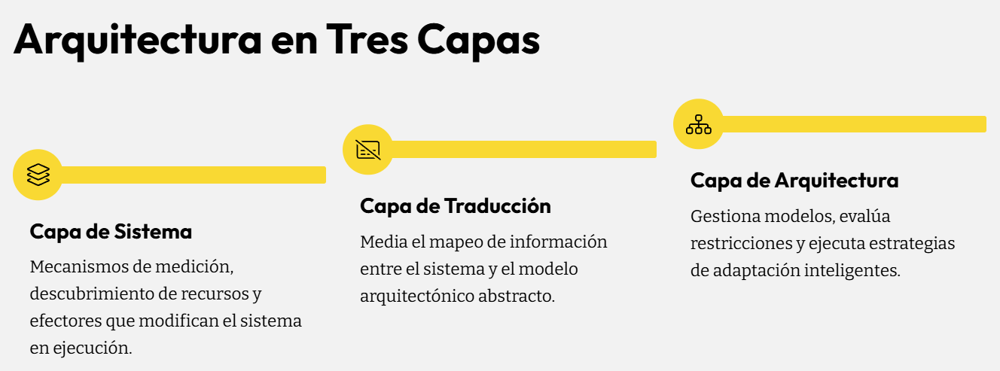 Arquitectura en Tres Capas
Capa de Sistema
Mecanismos de medición,
descubrimiento de recursos y
efectores que modifican el sistema
en ejecución.
Capa de Traducción
Media el mapeo de información
entre el sistema y el modelo
arquitectónico abstracto.
Capa de Arquitectura
Gestiona modelos, evalúa
restricciones y ejecuta estrategias
de adaptación inteligentes.